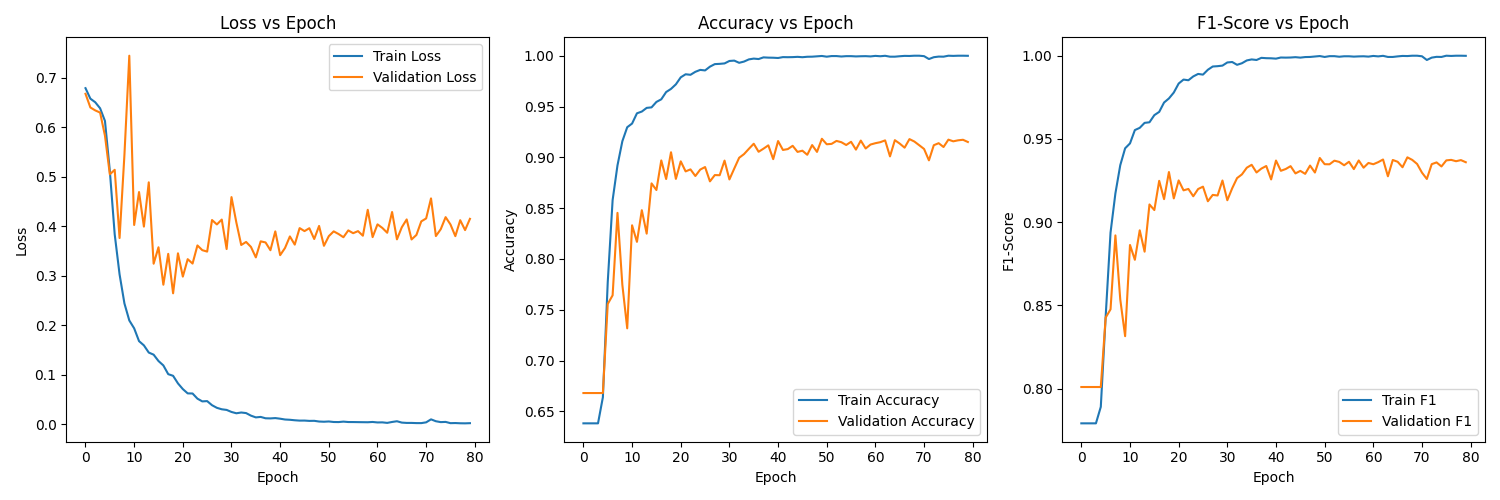 Loss vs Epoch
Train Loss
Validation Loss
0.7
0.6
0.5
0.4
0.3
0.2
0.1
0.0
Loss
0 10 20 30 40 50 60 70 80
Epoch
Accuracy vs Epoch
1.00
0.95
0.90
0.85
0.80
0.75
0.70
0.65
Accuracy
Train Accuracy
Validation Accuracy
0 10 20 30 40 50 60 70 80
Epoch
F1-Score vs Epoch
1.00
0.95
0.90
0.85
0.80
F1-Score
Train F1
Validation F1
0 10 20 30 40 50 60 70 80
Epoch